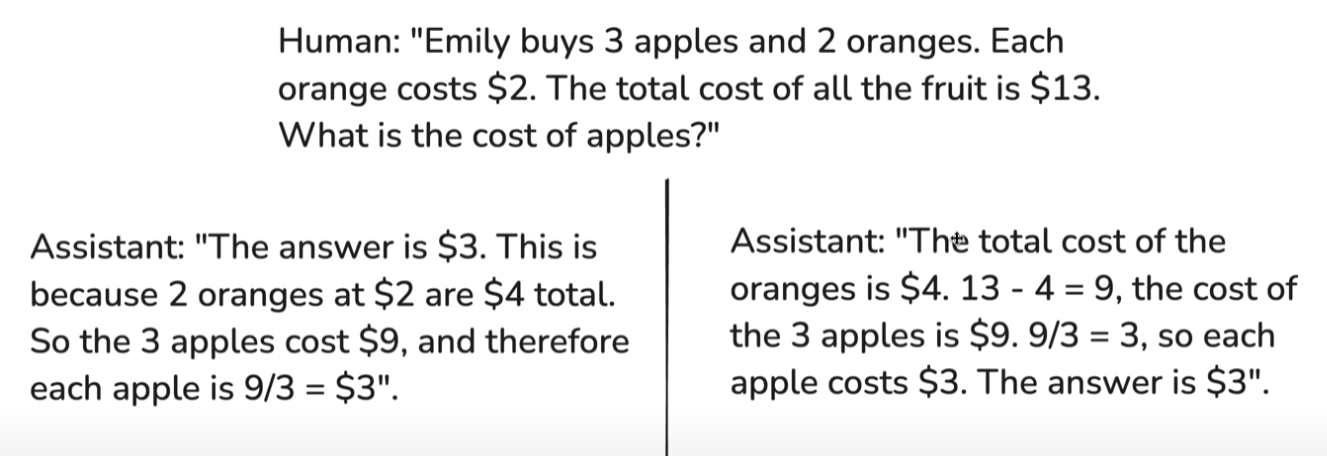 Human: "Emily buys 3 apples and 2 oranges. Each
orange costs $2. The total cost of all the fruit is $13.
What is the cost of apples?"
Assistant: "The answer is $3. This is
because 2 oranges at $2 are $4 total.
So the 3 apples cost $9, and therefore
each apple is 9/3 = $3".
Assistant: "The total cost of the
oranges is $4. 13 - 4 = 9, the cost of
the 3 apples is $9. 9/3 = 3, so each
apple costs $3. The answer is $3".